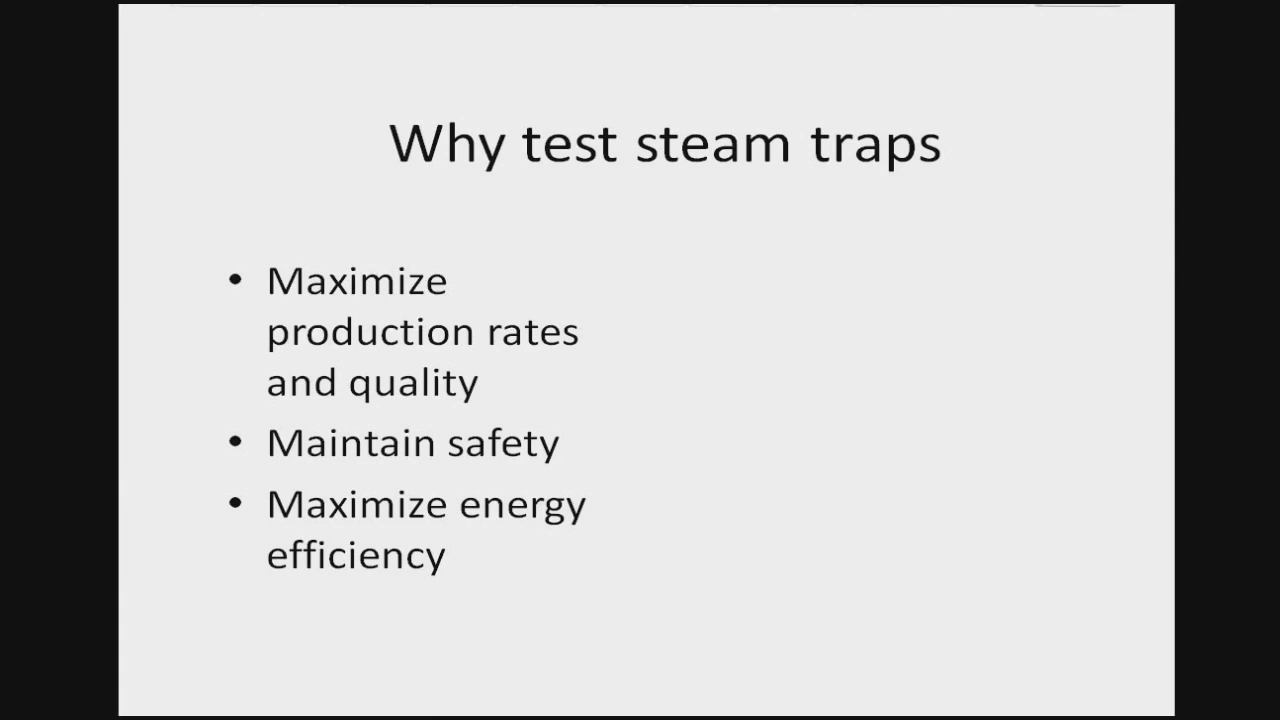 Why test steam traps
• Maximize
production rates
and quality
• Maintain safety
• Maximize energy
efficiency